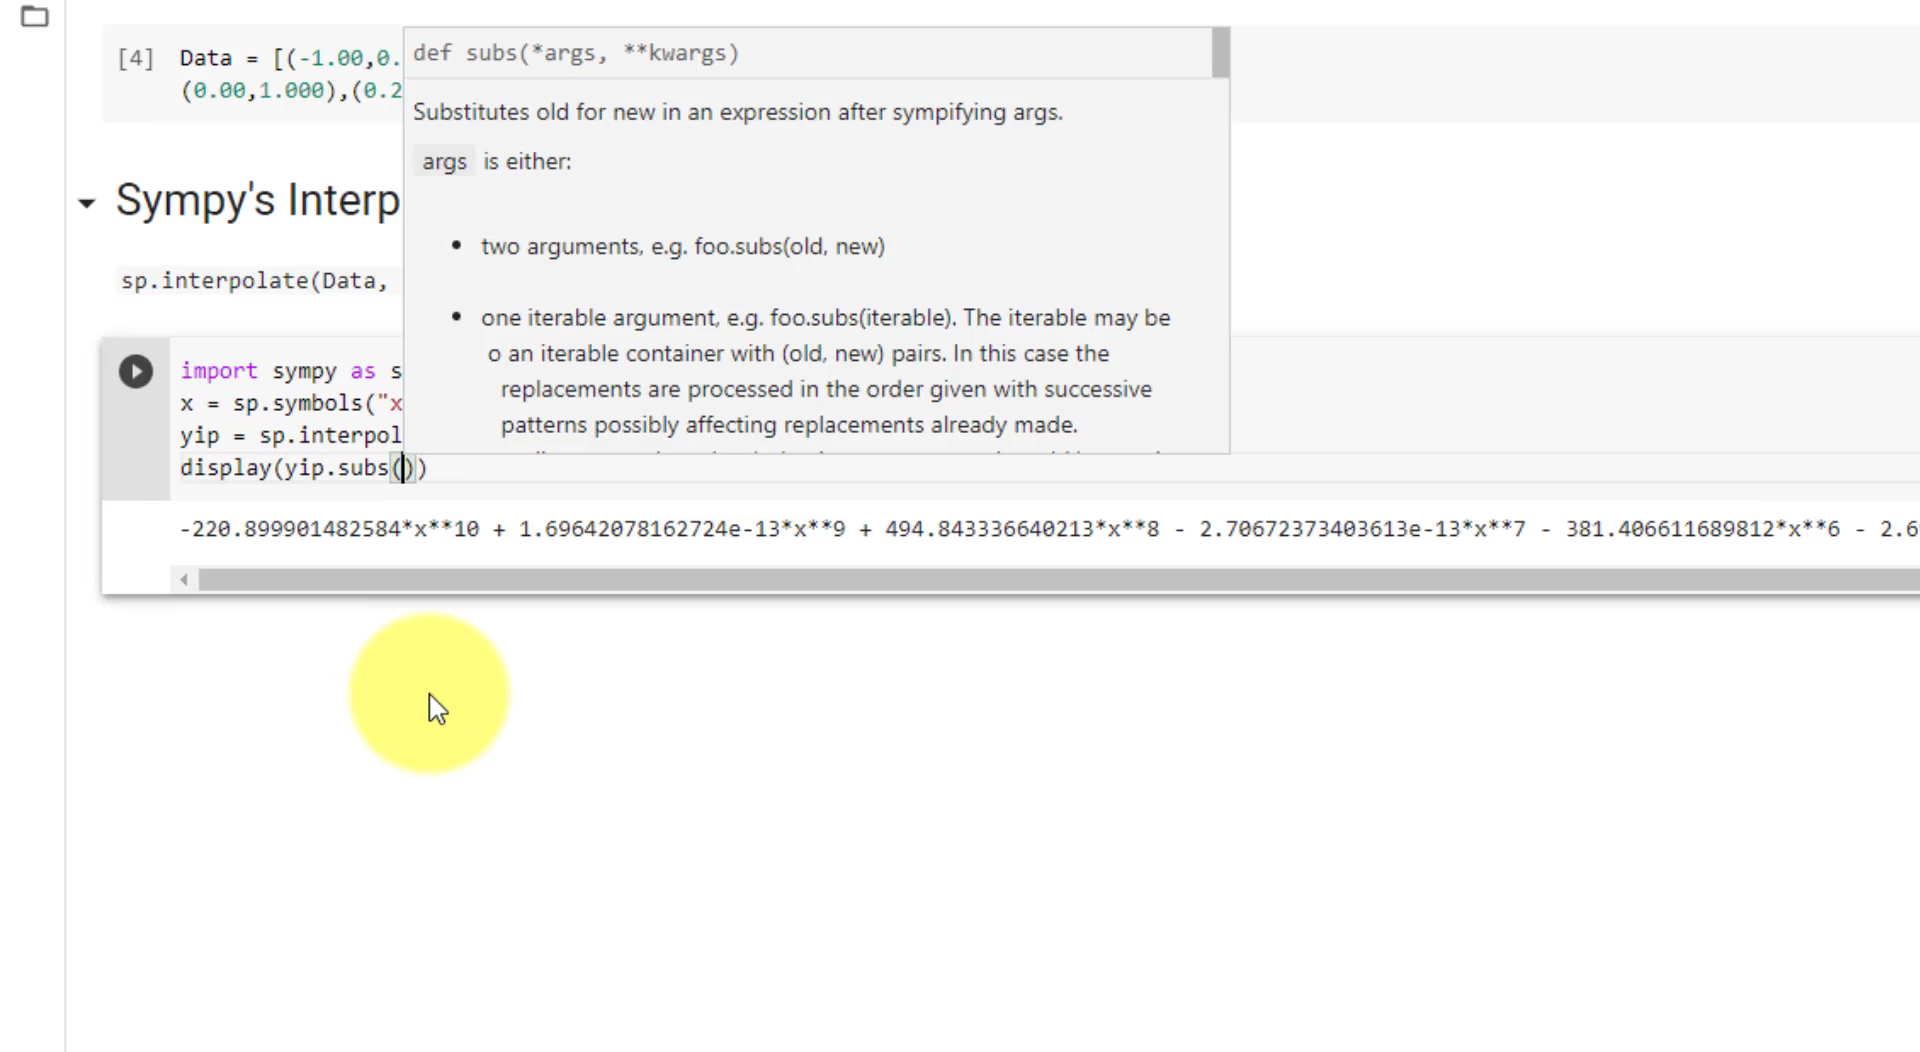 [4] Data = [(-1.00,0.
(0.00,1.000),(0.2
def subs(*args, **kwargs)
Substitutes old for new in an expression after sympifying args.
args is either:
• two arguments, e.g. foo.subs(old, new)
• one iterable argument, e.g. foo.subs(iterable). The iterable may be
o an iterable container with (old, new) pairs. In this case the
replacements are processed in the order given with successive
patterns possibly affecting replacements already made.
Sympy's Interp
sp.interpolate(Data,
import sympy as s
x = sp.symbols("x
yip = sp.interpol
display(yip.subs())
-220.899901482584*x**10 + 1.69642078162724e-13*x**9 + 494.843336640213*x**8 - 2.70672373403613e-13*x**7 - 381.406611689812*x**6 - 2.6